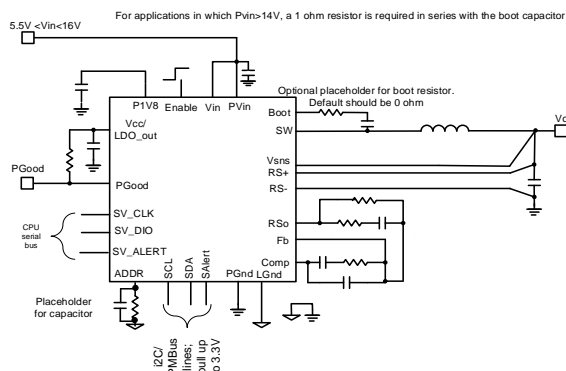 For applications in which Pvin>14V, a 1 ohm resistor is required in series with the boot capacitor
5.5V <Vin<16V
P1V8
Enable
Vin
PVin
Optional placeholder for boot resistor.
Default should be 0 ohm
Vcc/
LDO_out
Boot
SW
PGood
PGood
Vsns
RS+
RS-
CPU
serial
bus
SV_CLK
SV_DIO
SV_ALERT
RSo
Fb
Comp
ADDR
SCL
SDA
SAlert
PGnd
LGnd
Placeholder
for capacitor
i2C/
PMBus
lines;
pull up
3.3V